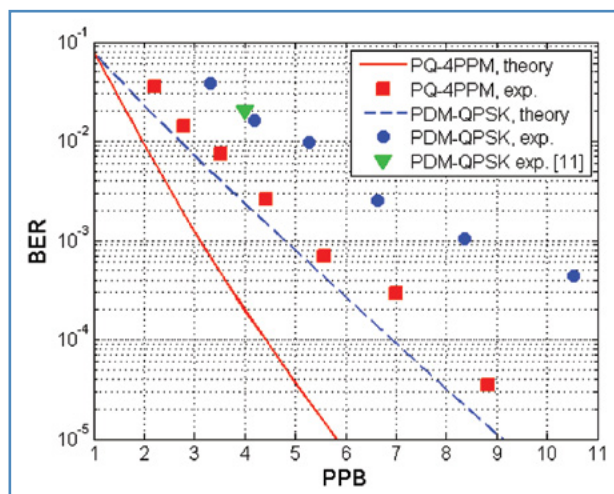 10^-1
10^-2
10^-3
10^-4
10^-5
BER
PQ-4PPM, theory
PQ-4PPM, exp.
PDM-QPSK, theory
PDM-QPSK, exp.
PDM-QPSK exp. [11]
1 2 3 4 5 6 7 8 9 10 11
PPB